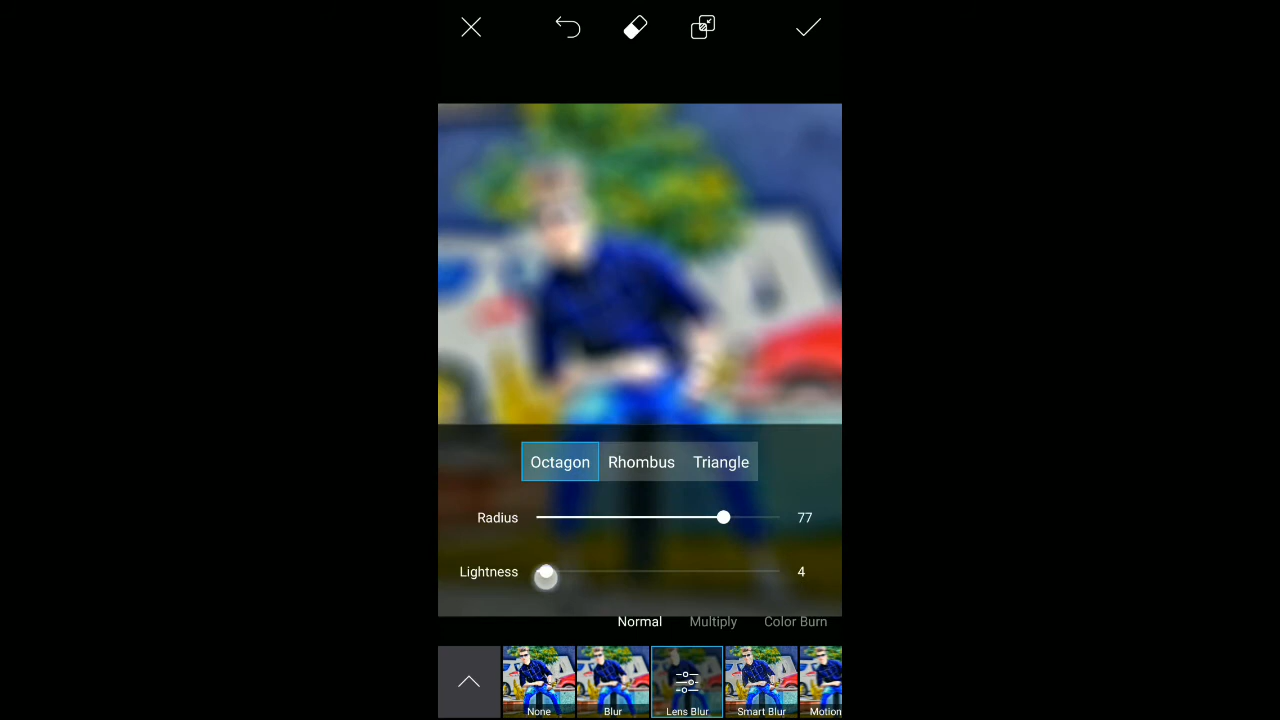 Octagon Rhombus Triangle
Radius 77
Lightness 4
Normal Multiply Color Burn
None Blur Lens Blur Smart Blur Motion